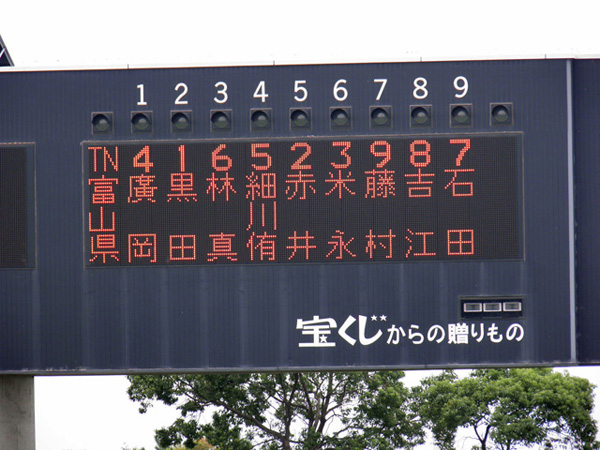 1 2 3 4 5 6 7 8 9
TN 4 1 6 5 2 3 9 8 7
富山県
廣岡
黒田
林真
細川侑
赤井
米永
藤村
吉江
石田
宝くじからの贈りもの